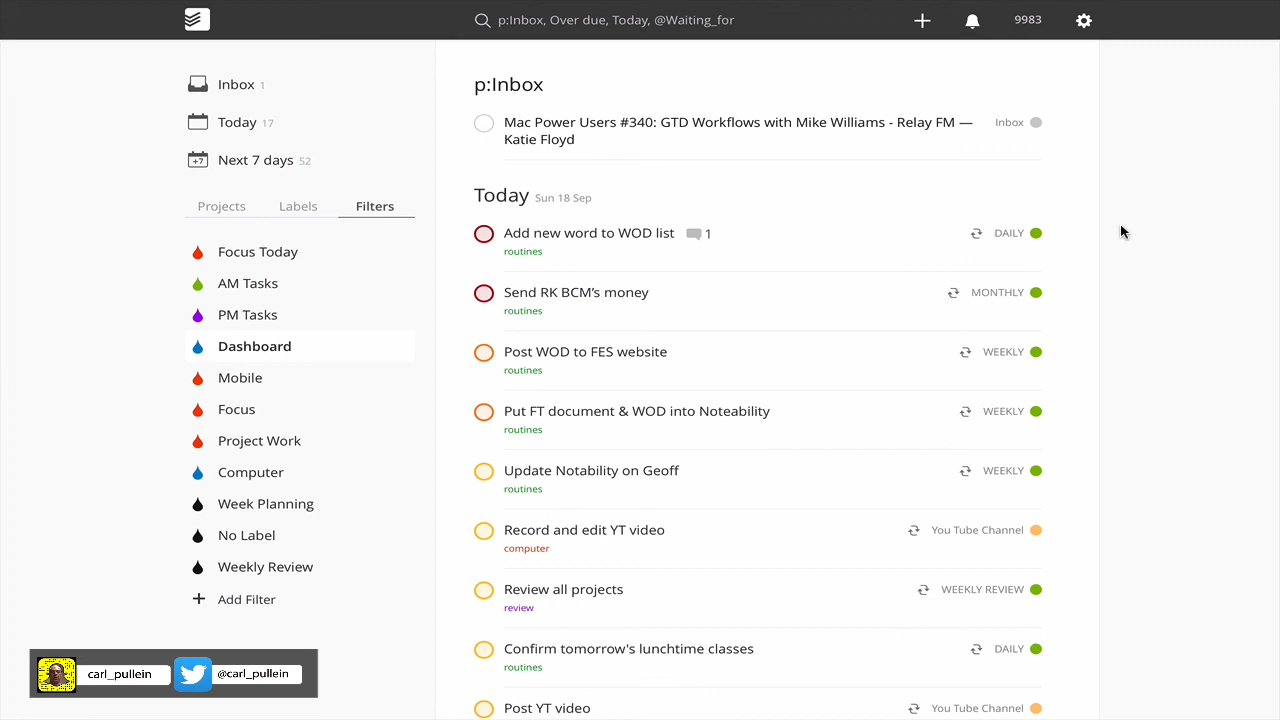 p:Inbox, Over due, Today, @Waiting_for
9983
Inbox 1
Today 17
+7 Next 7 days 52
Projects Labels Filters
Focus Today
AM Tasks
PM Tasks
Dashboard
Mobile
Focus
Project Work
Computer
Week Planning
No Label
Weekly Review
+ Add Filter
carl_pullein @carl_pullein
p:Inbox
Mac Power Users #340: GTD Workflows with Mike Williams - Relay FM — Inbox
Katie Floyd
Today Sun 18 Sep
Add new word to WOD list 1 DAILY
routines
Send RK BCM’s money MONTHLY
routines
Post WOD to FES website WEEKLY
routines
Put FT document & WOD into Noteability WEEKLY
routines
Update Notability on Geoff WEEKLY
routines
Record and edit YT video You Tube Channel
computer
Review all projects WEEKLY REVIEW
review
Confirm tomorrow's lunchtime classes DAILY
routines
Post YT video You Tube Channel